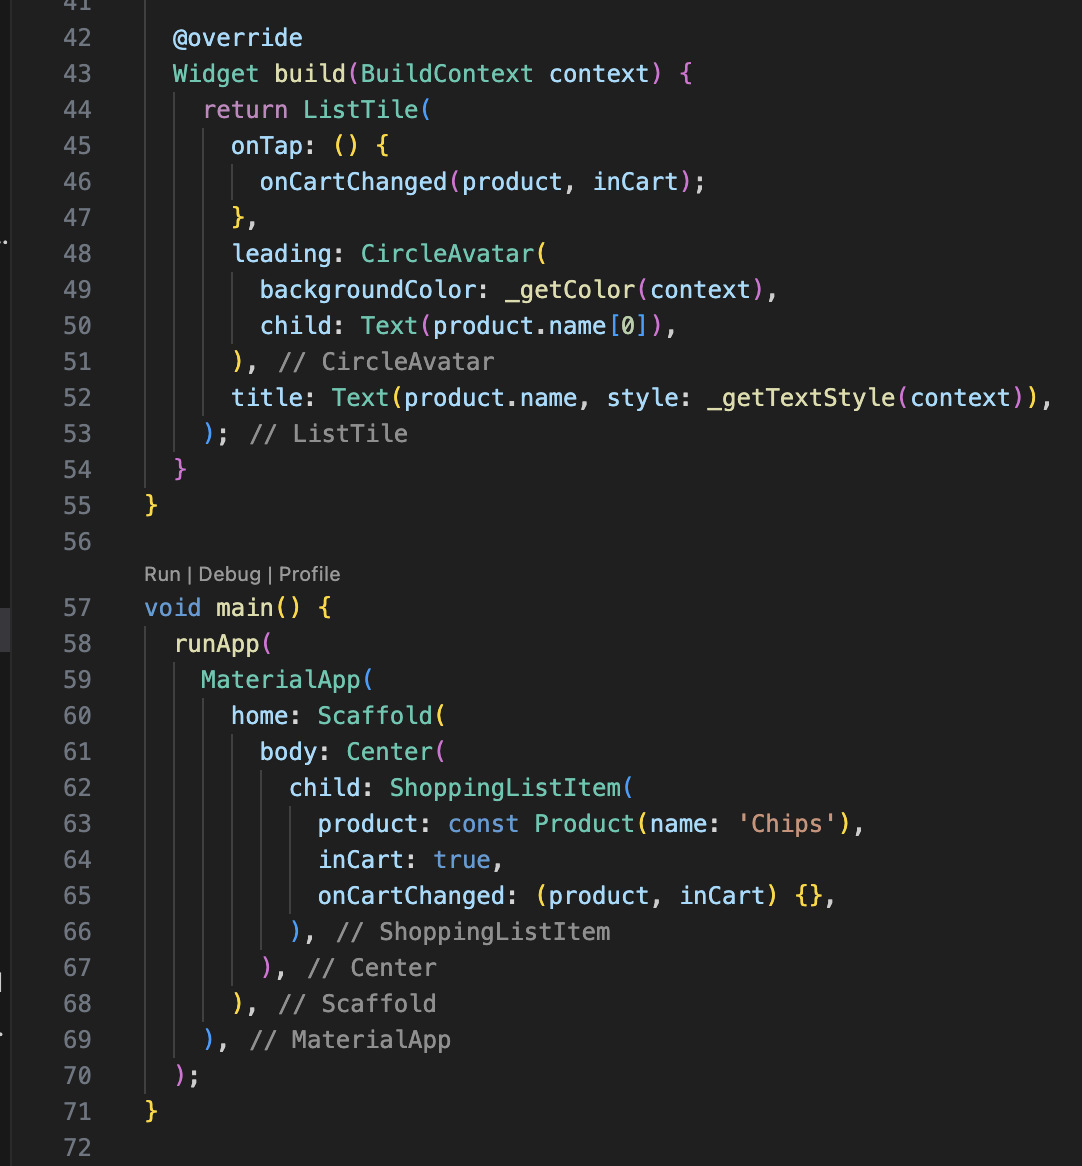 41
42 @override
43 Widget build(BuildContext context) {
44 return ListTile(
45 onTap: () {
46 onCartChanged(product, inCart);
47 },
48 leading: CircleAvatar(
49 backgroundColor: _getColor(context),
50 child: Text(product.name[0]),
51 ), // CircleAvatar
52 title: Text(product.name, style: _getTextStyle(context)),
53 ); // ListTile
54 }
55 }
56
Run | Debug | Profile
57 void main() {
58 runApp(
59 MaterialApp(
60 home: Scaffold(
61 body: Center(
62 child: ShoppingListItem(
63 product: const Product(name: 'Chips'),
64 inCart: true,
65 onCartChanged: (product, inCart) {},
66 ), // ShoppingListItem
67 ), // Center
68 ), // Scaffold
69 ), // MaterialApp
70 );
71 }
72